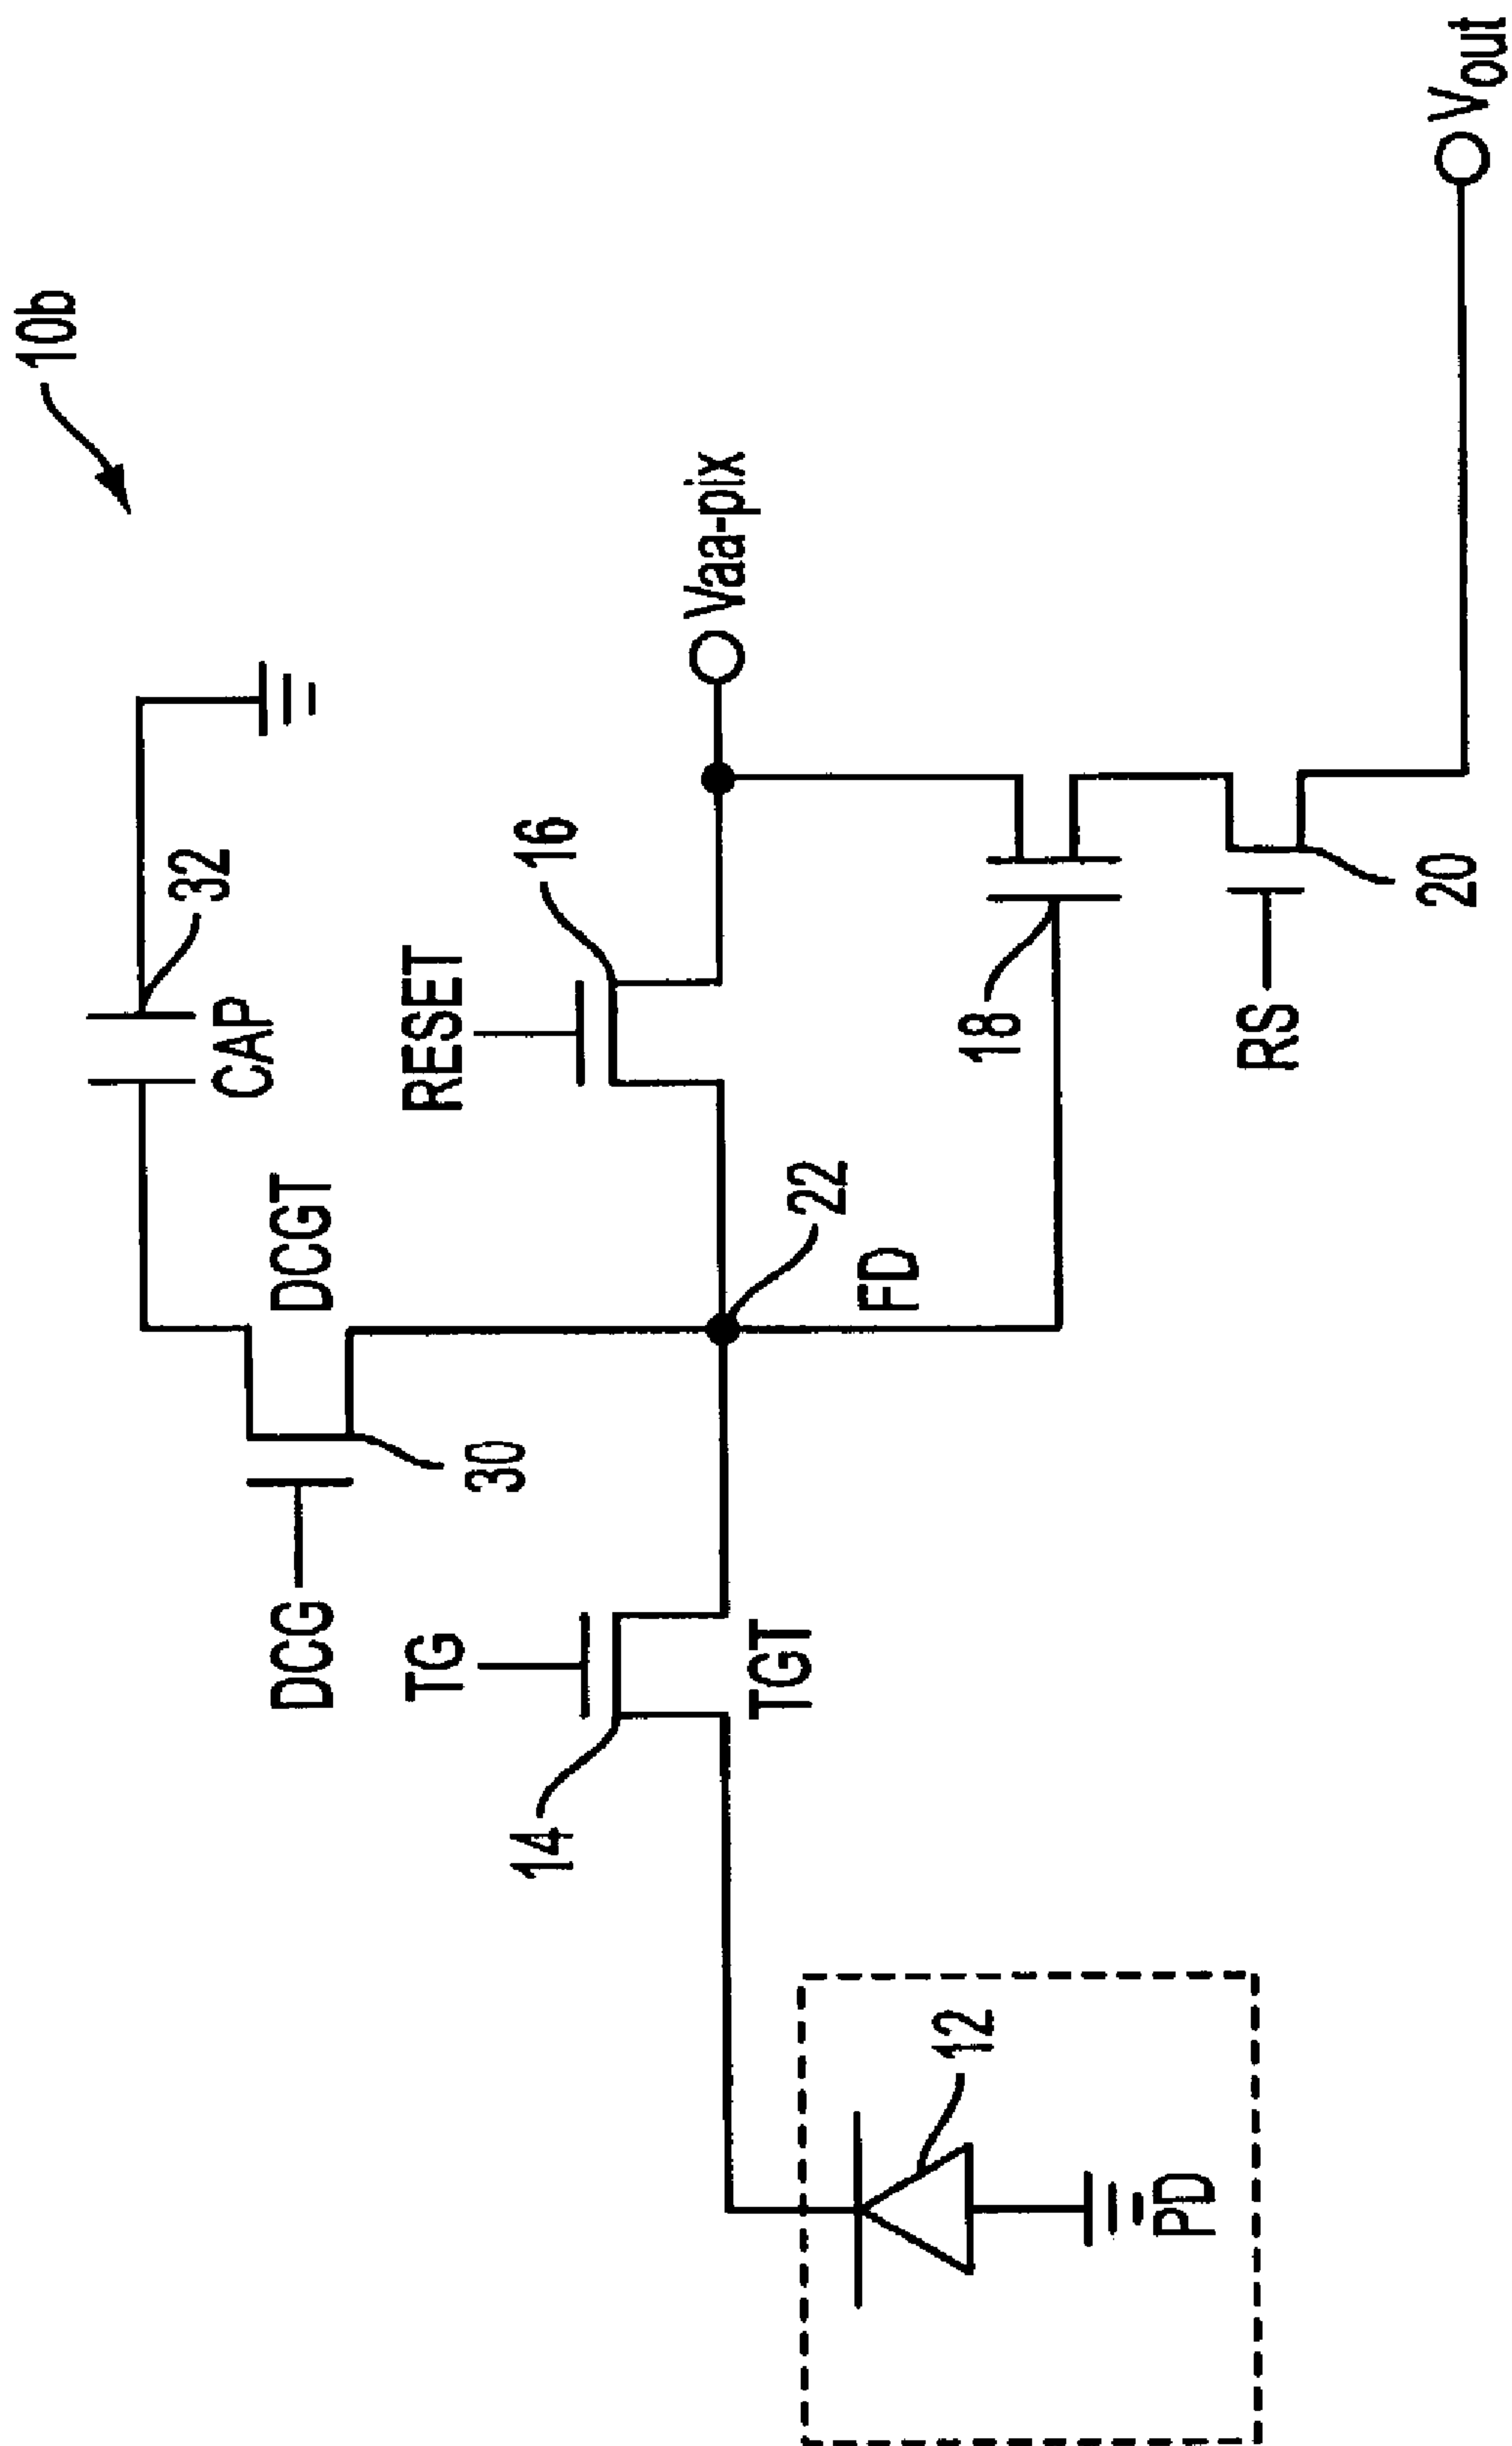 10b
32
CAP
DCGT
DCG
30
RESET
16
TG
14
TGT
Vaa-pix
22
FD
18
RS
20
12
PD
Vout